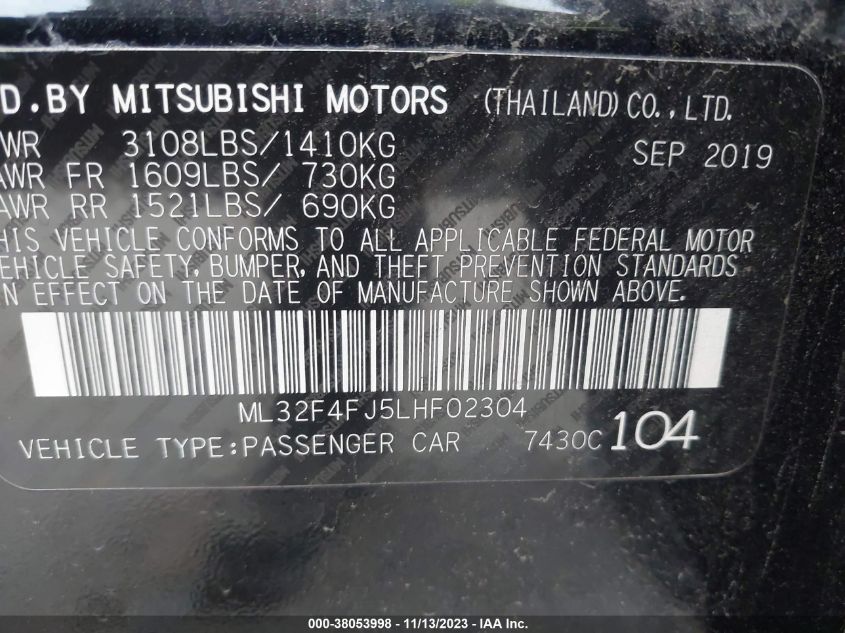 D.BY MITSUBISHI MOTORS (THAILAND) CO., LTD.
WR 3108LBS/1410KG SEP 2019
AWR FR 1609LBS/ 730KG
AWR RR 1521LBS/ 690KG
HIS VEHICLE CONFORMS TO ALL APPLICABLE FEDERAL MOTOR
EHICLE SAFETY, BUMPER, AND THEFT PREVENTION STANDARDS
N EFFECT ON THE DATE OF MANUFACTURE SHOWN ABOVE.
ML32F4FJ5LHF02304
VEHICLE TYPE:PASSENGER CAR 7430C 104
000-38053998 - 11/13/2023 - IAA Inc.